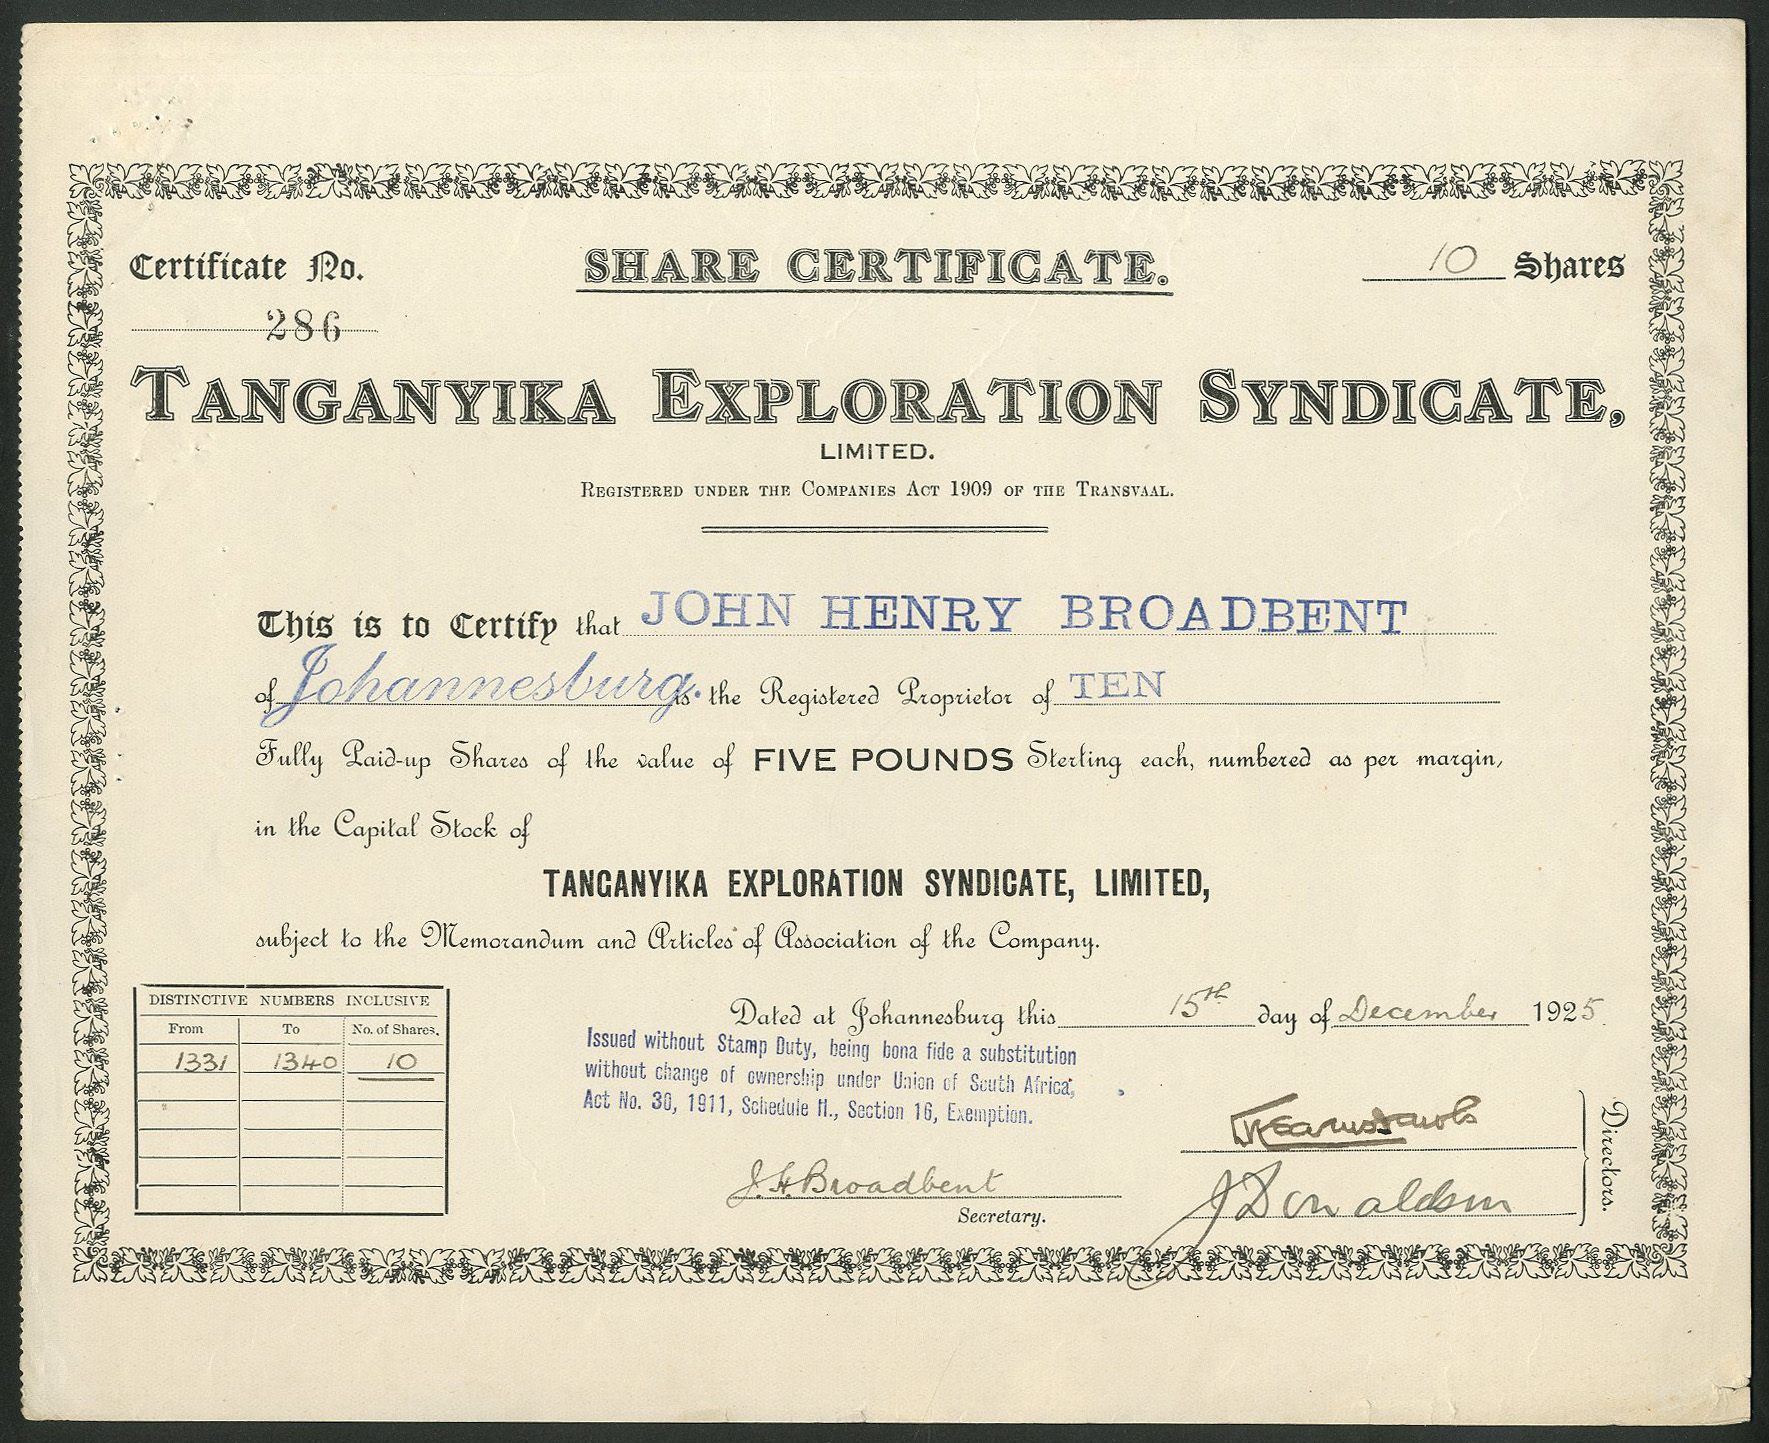 Certificate No.
SHARE CERTIFICATE.
10 Shares
286
TANGANYIKA EXPLORATION SYNDICATE,
LIMITED.
REGISTERED UNDER THE COMPANIES ACT 1909 OF THE TRANSVAAL.
This is to Certify that JOHN HENRY BROADBENT
of Johannesburg. is the Registered Proprietor of TEN
Fully Paid-up Shares of the value of FIVE POUNDS Sterling each, numbered as per margin,
in the Capital Stock of
TANGANYIKA EXPLORATION SYNDICATE, LIMITED,
subject to the Memorandum and Articles of Association of the Company.
DISTINCTIVE NUMBERS INCLUSIVE
From To No. of Shares.
1331 1340 10
Dated at Johannesburg this 15th day of December 1925.
Issued without Stamp Duty, being bona fide a substitution
without change of ownership under Union of South Africa,
Act No. 30, 1911, Schedule II., Section 16, Exemption.
J. H. Broadbent
Secretary.
J Donaldson
Directors.